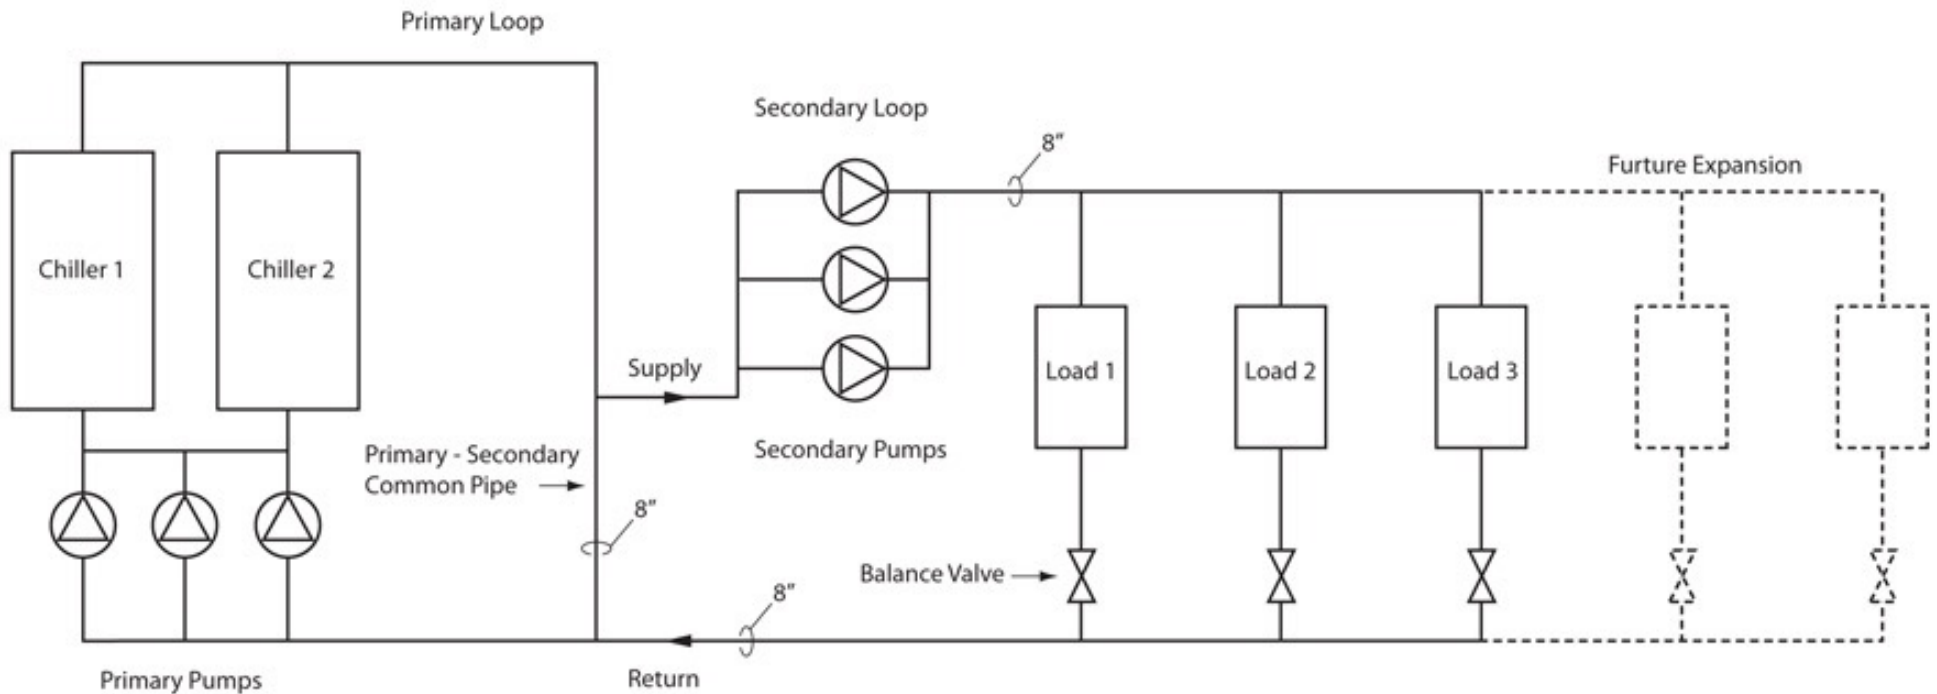 Primary Loop
Secondary Loop
8"
Furture Expansion
Chiller 1
Chiller 2
Supply
Load 1
Load 2
Load 3
Primary - Secondary
Common Pipe
Secondary Pumps
8"
Balance Valve
8"
Primary Pumps
Return